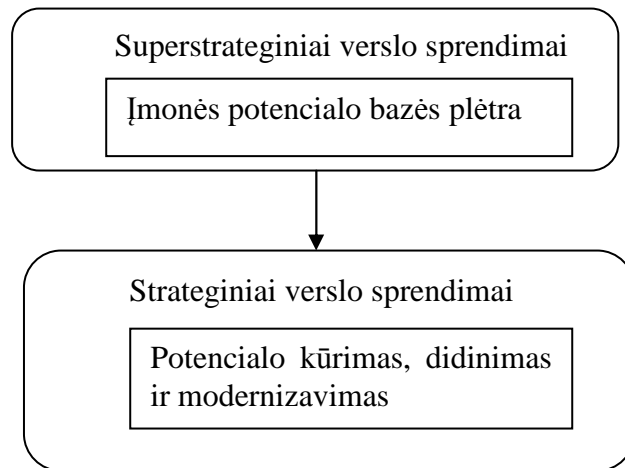 Superstrateginiai verslo sprendimai
Įmonės potencialo bazės plėtra
Strateginiai verslo sprendimai
Potencialo kūrimas, didinimas
ir modernizavimas